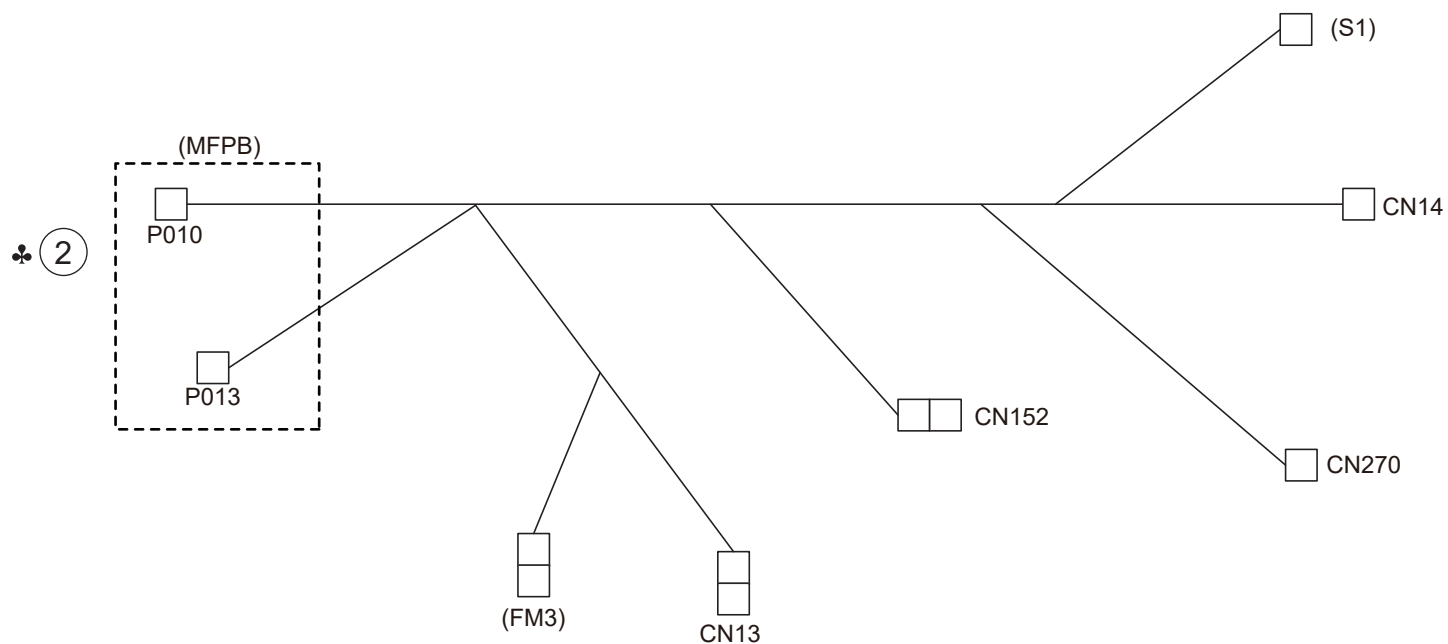 (S1)
(MFPB)
P010
CN14
♣ 2
P013
CN152
CN270
(FM3)
CN13